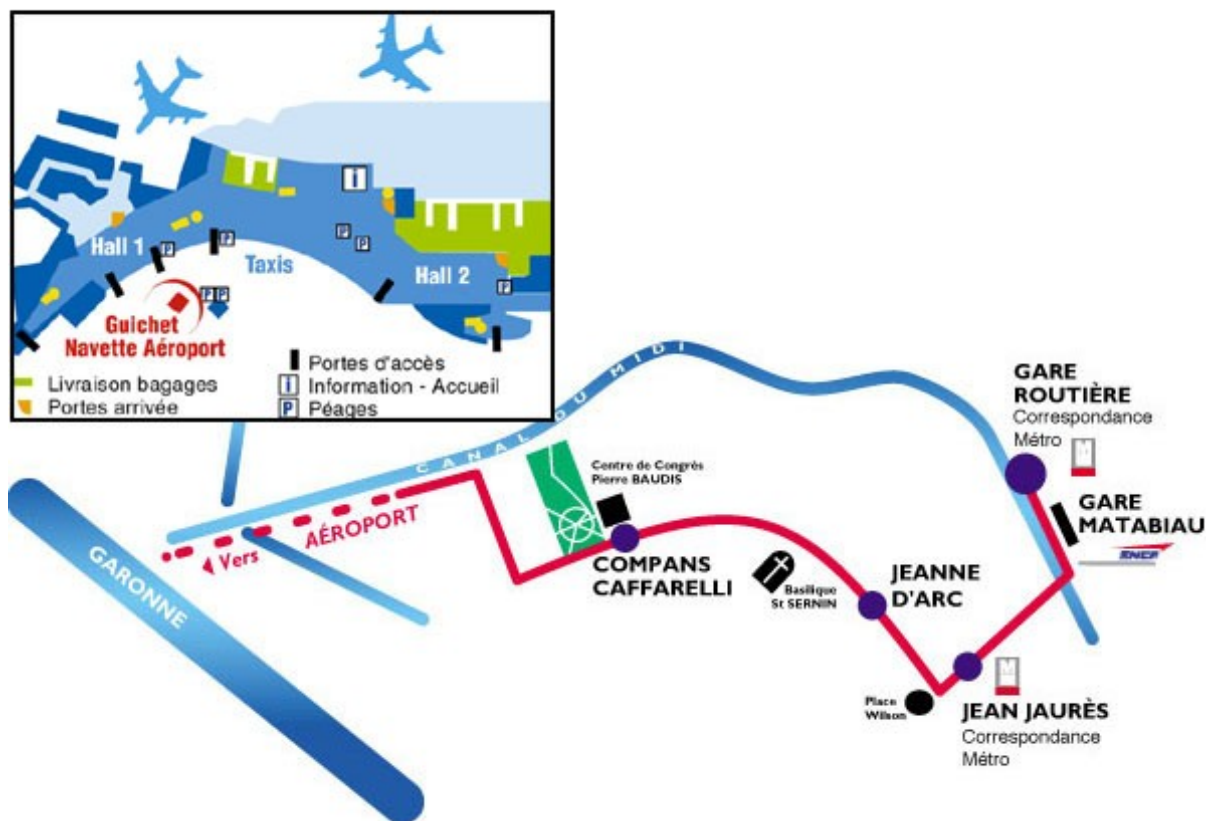 i
Hall 1
P
P
P
P
Taxis
Hall 2
P
P P
Guichet
Navette Aéroport
Portes d'accès
Livraison bagages
i Information - Accueil
Portes arrivée
P Péages
CANAL DU MIDI
GARE
ROUTIÈRE
Correspondance
Métro
Centre de Congrès
Pierre BAUDIS
GARE
MATABIAU
SNCF
AÉROPORT
Vers
GARONNE
COMPANS
CAFFARELLI
Basilique
St SERNIN
JEANNE
D'ARC
Place
Wilson
JEAN JAURÈS
Correspondance
Métro